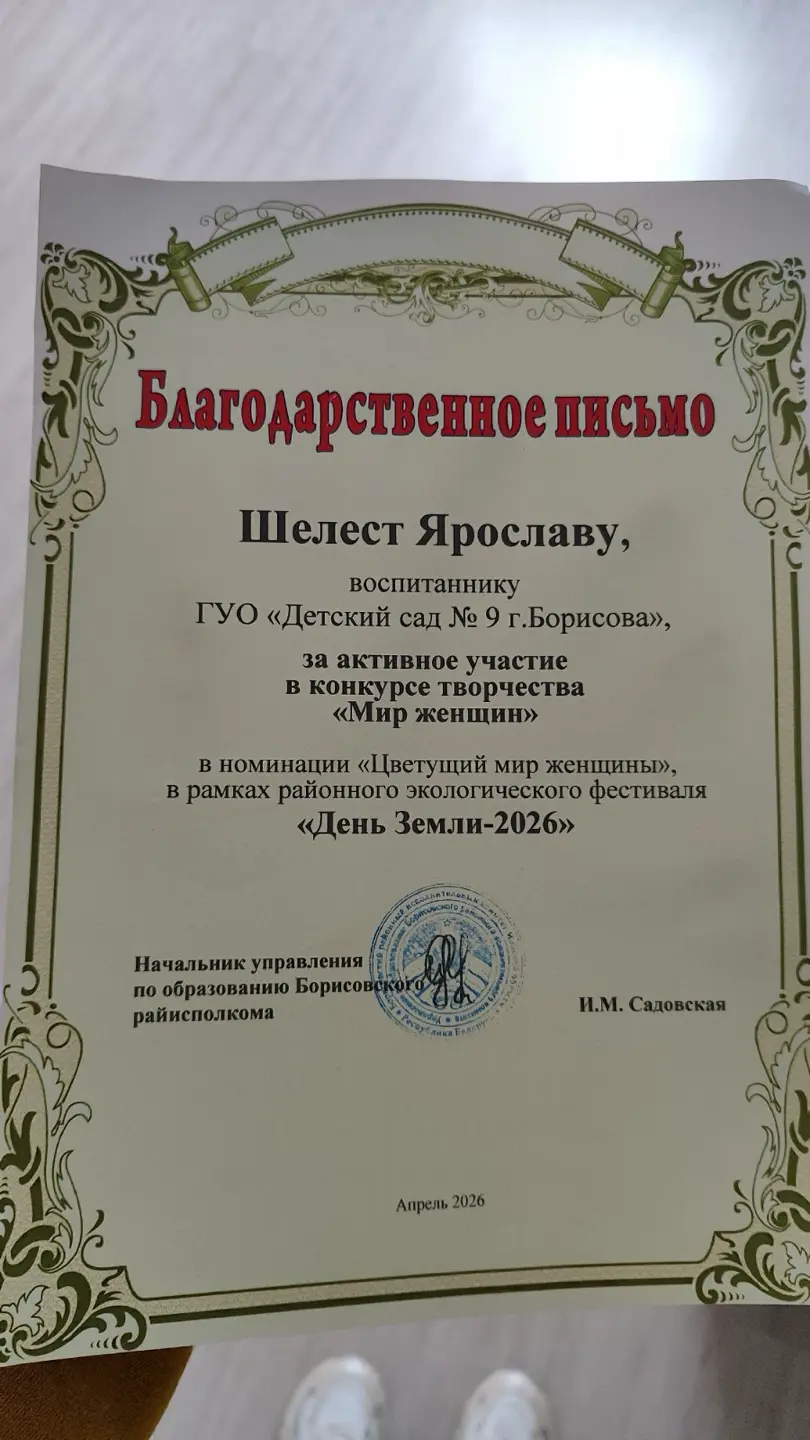 Благодарственное письмо
Шелест Ярославу,
воспитаннику
ГУО «Детский сад № 9 г.Борисова»,
за активное участие
в конкурсе творчества
«Мир женщин»
в номинации «Цветущий мир женщины»,
в рамках районного экологического фестиваля
«День Земли-2026»
Начальник управления
по образованию Борисовского
райисполкома
И.М. Садовская
Апрель 2026